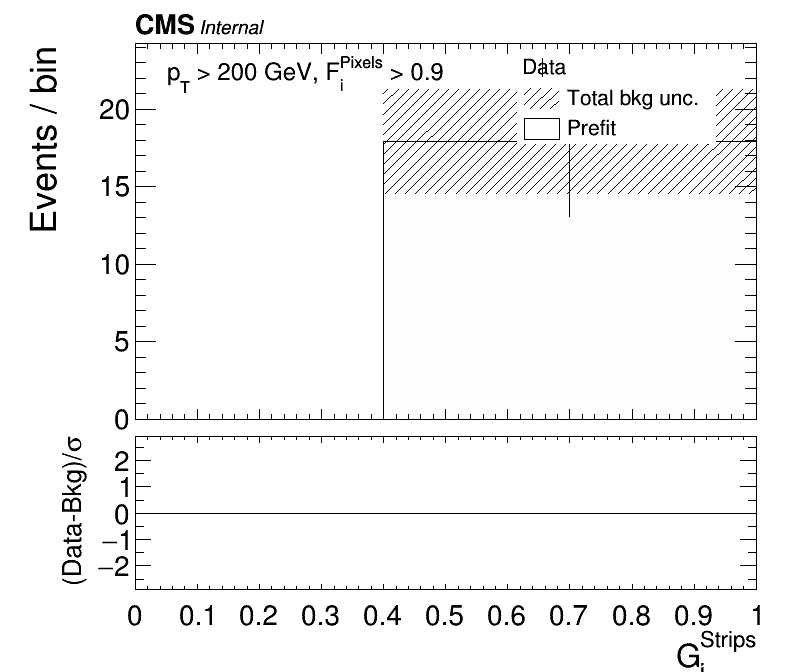 CMS Internal
p_T > 200 GeV, F_i^Pixels > 0.9
Data
Total bkg unc.
Prefit
Events / bin
20
15
10
5
0
(Data-Bkg)/σ
2
1
0
−1
−2
0 0.1 0.2 0.3 0.4 0.5 0.6 0.7 0.8 0.9 1
G_i^Strips